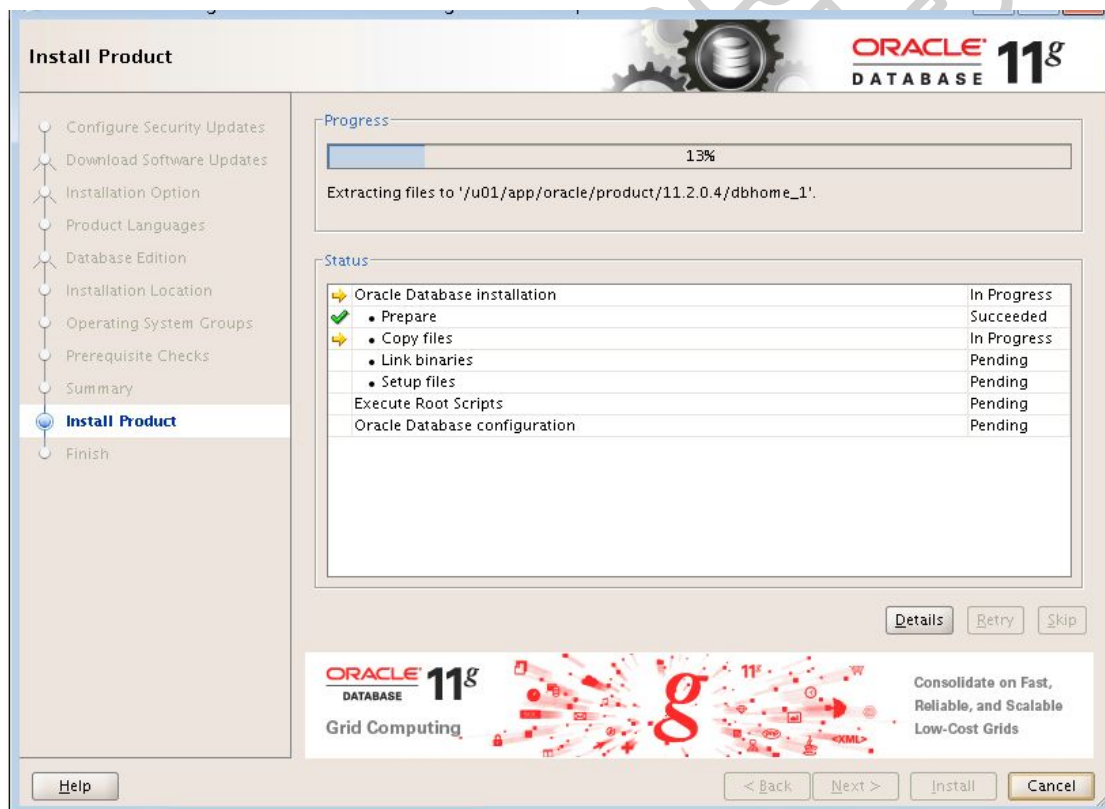 Install Product
ORACLE 11g
DATABASE
Configure Security Updates
Download Software Updates
Installation Option
Product Languages
Database Edition
Installation Location
Operating System Groups
Prerequisite Checks
Summary
Install Product
Finish
Progress
13%
Extracting files to '/u01/app/oracle/product/11.2.0.4/dbhome_1'.
Status
Oracle Database installation In Progress
• Prepare Succeeded
• Copy files In Progress
• Link binaries Pending
• Setup files Pending
Execute Root Scripts Pending
Oracle Database configuration Pending
Details Retry Skip
ORACLE 11g
DATABASE
Grid Computing
g
11g
<XML>
Consolidate on Fast,
Reliable, and Scalable
Low-Cost Grids
Help < Back Next > Install Cancel